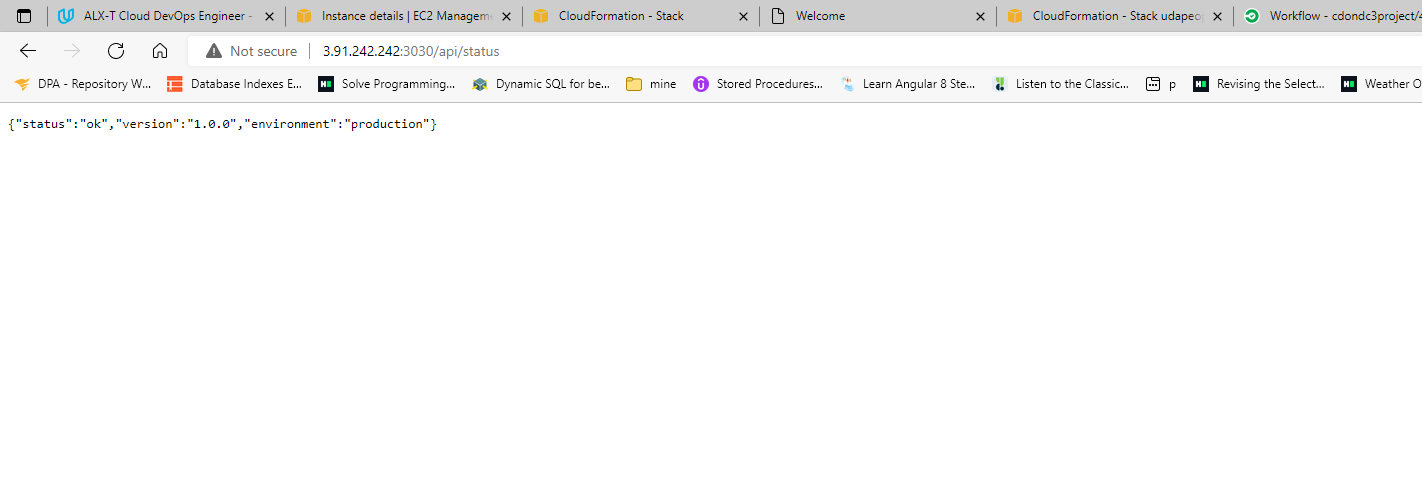 ALX-T Cloud DevOps Engineer - Instance details | EC2 Managem CloudFormation - Stack Welcome CloudFormation - Stack udapeo Workflow - cdondc3project/4
Not secure 3.91.242.242:3030/api/status
DPA - Repository W... Database Indexes E... Solve Programming... Dynamic SQL for be... mine Stored Procedures... Learn Angular 8 Ste... Listen to the Classic... p Revising the Select... Weather O
{"status":"ok","version":"1.0.0","environment":"production"}